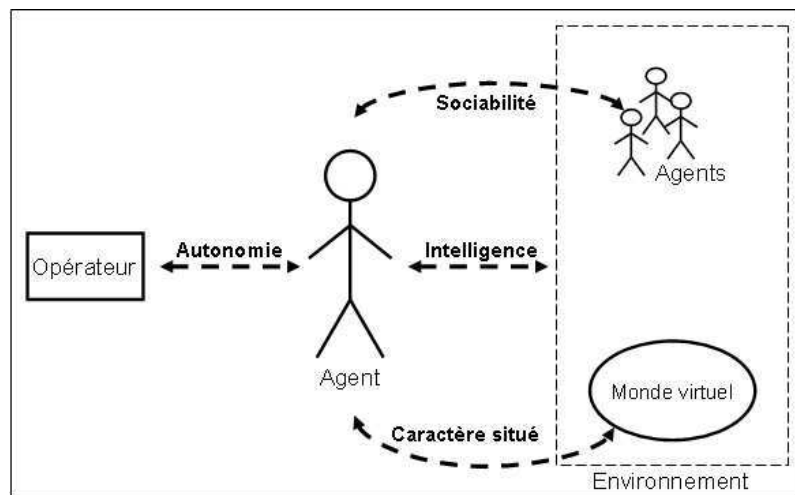 Sociabilité
Agents
Autonomie
Intelligence
Opérateur
Agent
Monde virtuel
Caractère situé
Environnement